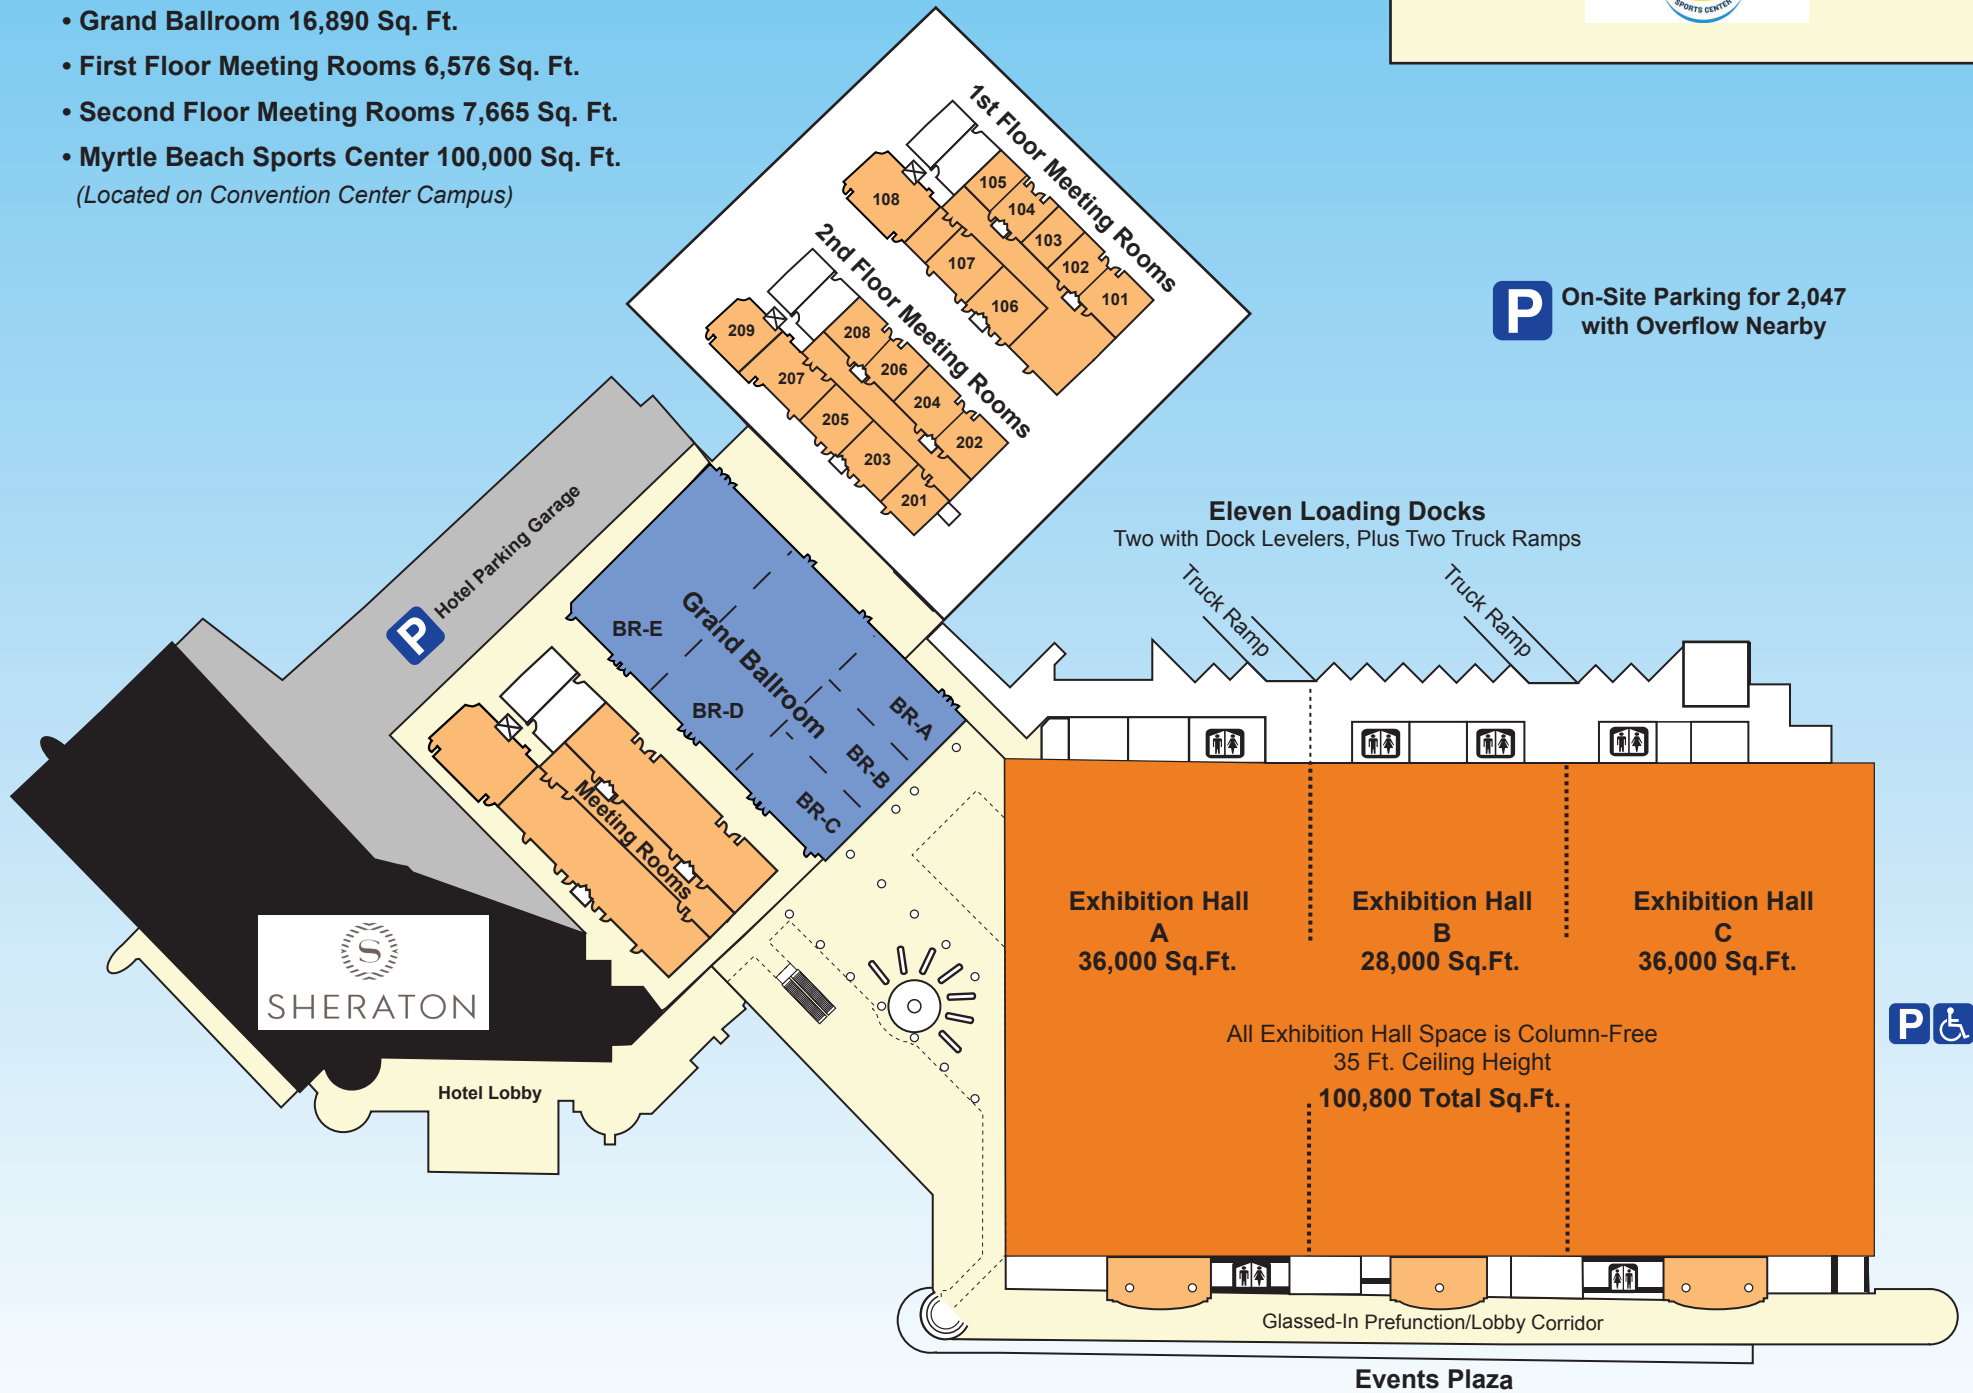 • Grand Ballroom 16,890 Sq. Ft.
• First Floor Meeting Rooms 6,576 Sq. Ft.
• Second Floor Meeting Rooms 7,665 Sq. Ft.
• Myrtle Beach Sports Center 100,000 Sq. Ft.
(Located on Convention Center Campus)
SPORTS CENTER
1st Floor Meeting Rooms
105
104
103
102
101
108
107
106
2nd Floor Meeting Rooms
208
206
204
202
209
207
205
203
201
P On-Site Parking for 2,047
with Overflow Nearby
Eleven Loading Docks
Two with Dock Levelers, Plus Two Truck Ramps
Truck Ramp
Truck Ramp
P Hotel Parking Garage
Grand Ballroom
BR-E
BR-D
BR-A
BR-B
BR-C
Meeting Rooms
S
SHERATON
Hotel Lobby
Exhibition Hall
A
36,000 Sq.Ft.
Exhibition Hall
B
28,000 Sq.Ft.
Exhibition Hall
C
36,000 Sq.Ft.
All Exhibition Hall Space is Column-Free
35 Ft. Ceiling Height
100,800 Total Sq.Ft.
P
Glassed-In Prefunction/Lobby Corridor
Events Plaza